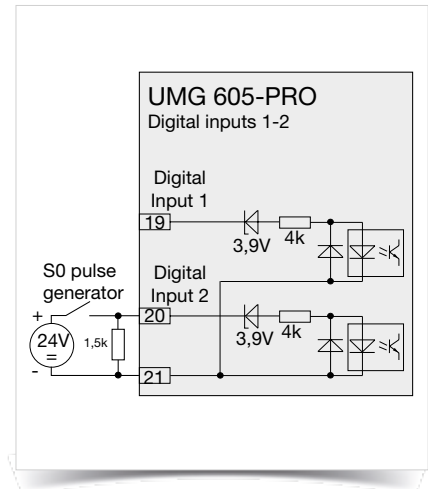 UMG 605-PRO
Digital inputs 1-2
Digital
Input 1
19
3,9V
4k
S0 pulse
generator
Digital
Input 2
+
20
24V
=
1,5k
3,9V
4k
-
21